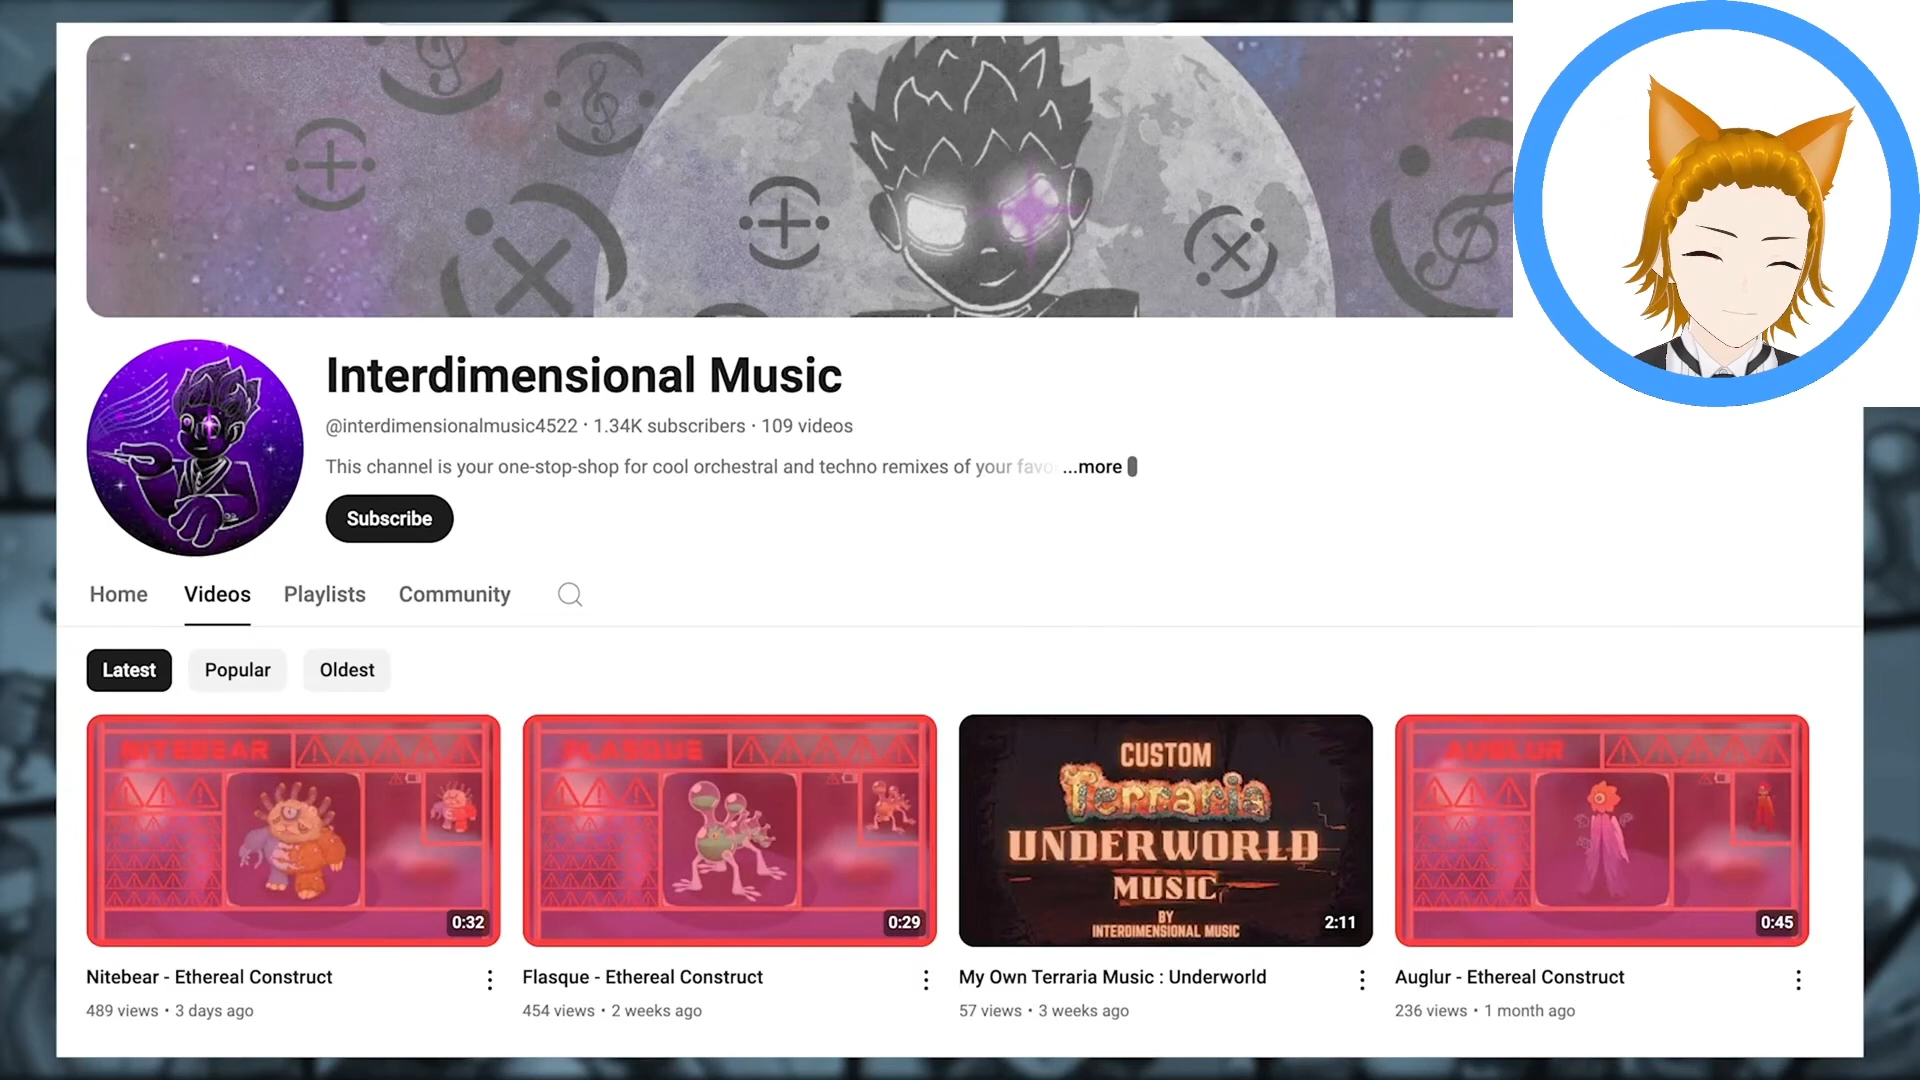 Interdimensional Music
@interdimensionalmusic4522 · 1.34K subscribers · 109 videos
This channel is your one-stop-shop for cool orchestral and techno remixes of your favo ...more
Subscribe
Home Videos Playlists Community
Latest Popular Oldest
NITEBEAR
0:32
FLASQUE
0:29
CUSTOM
Terraria
UNDERWORLD
MUSIC
BY
INTERDIMENSIONAL MUSIC
2:11
AUGLUR
0:45
Nitebear - Ethereal Construct
489 views · 3 days ago
Flasque - Ethereal Construct
454 views · 2 weeks ago
My Own Terraria Music : Underworld
57 views · 3 weeks ago
Auglur - Ethereal Construct
236 views · 1 month ago